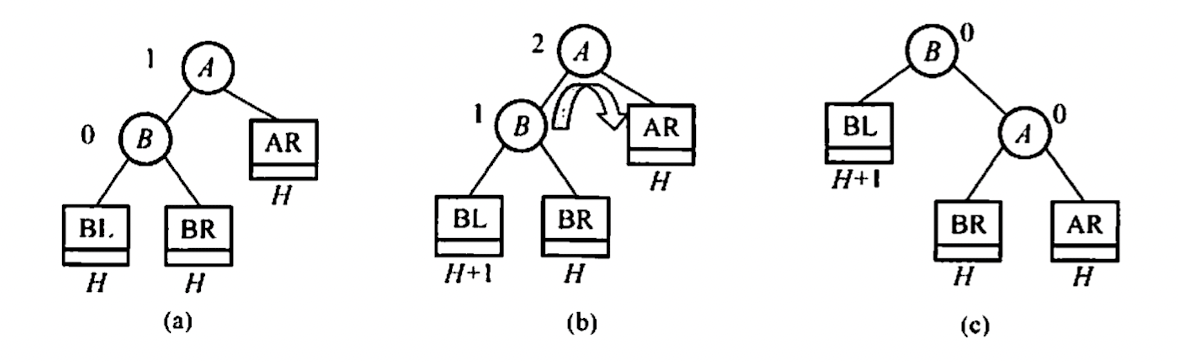 1 A
0 B AR
H
BL BR
H H
(a)
2 A
1 B AR
H
BL BR
H+1 H
(b)
B 0
BL A 0
H+1
BR AR
H H
(c)